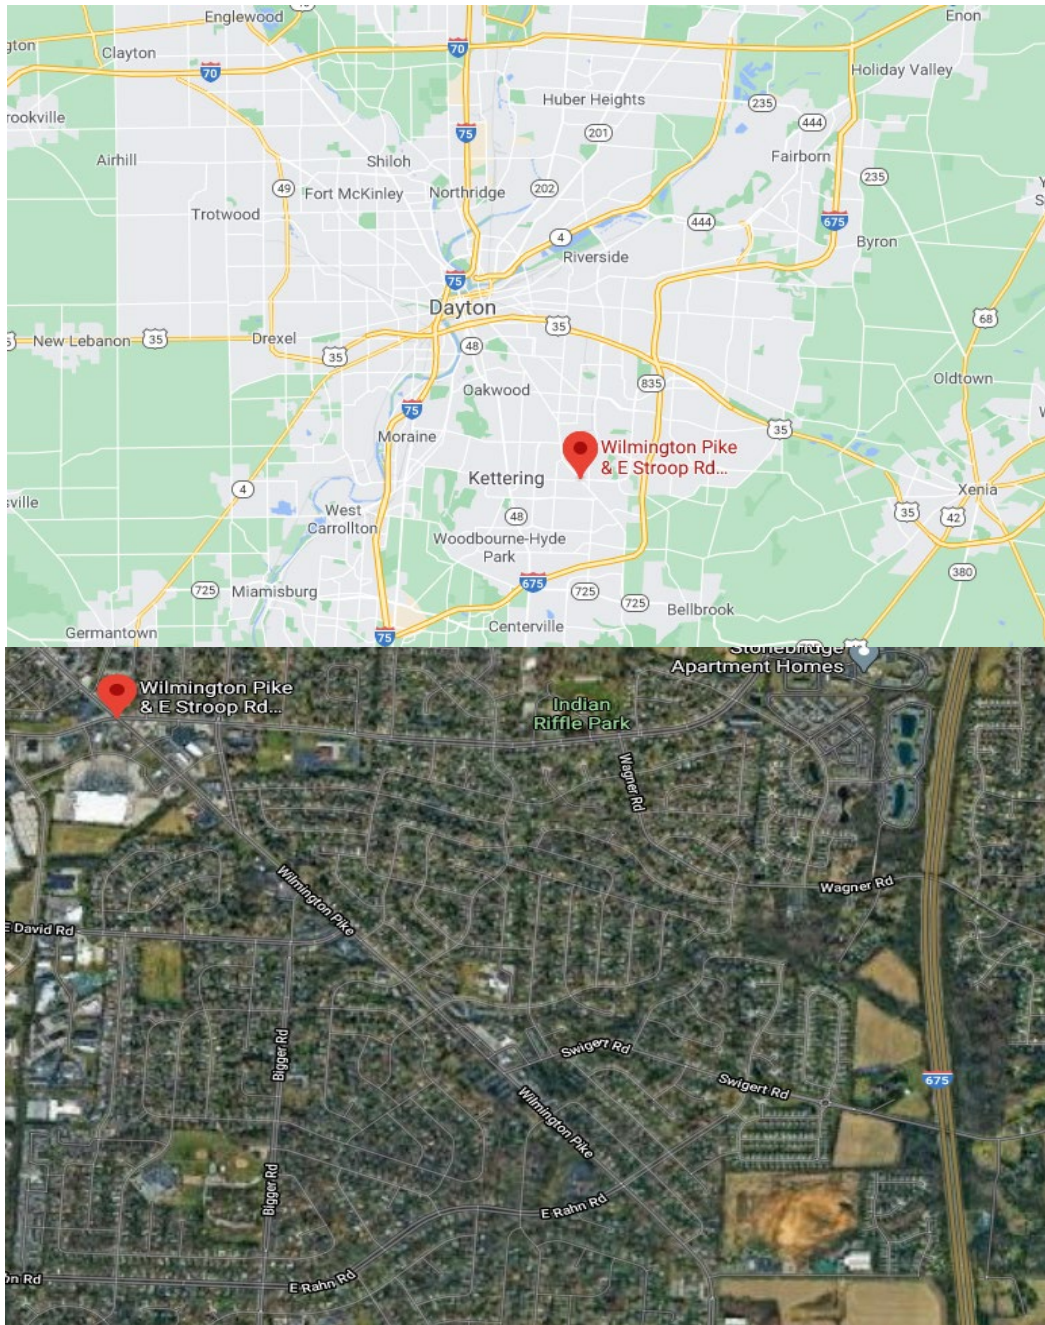 Englewood
Enon
Clayton
70
70
Holiday Valley
Huber Heights
235
444
75
201
Airhill
Shiloh
Fairborn
49
Fort McKinley
Northridge
202
235
Trotwood
444
675
4
Byron
Riverside
75
Dayton
35
68
New Lebanon
35
Drexel
48
35
835
Oldtown
Oakwood
75
35
Moraine
Wilmington Pike
& E Stroop Rd...
Kettering
4
Xenia
West
Carrollton
48
35
42
Woodbourne-Hyde
Park
380
725
Miamisburg
675
725
725
Bellbrook
Germantown
75
Centerville
Stonebridge
Apartment Homes
Wilmington Pike
& E Stroop Rd...
Indian
Riffle Park
Wagner Rd
Wilmington Pike
Wagner Rd
E David Rd
Bigger Rd
Swigert Rd
675
Swigert Rd
Wilmington Pike
Bigger Rd
E Rahn Rd
on Rd
E Rahn Rd